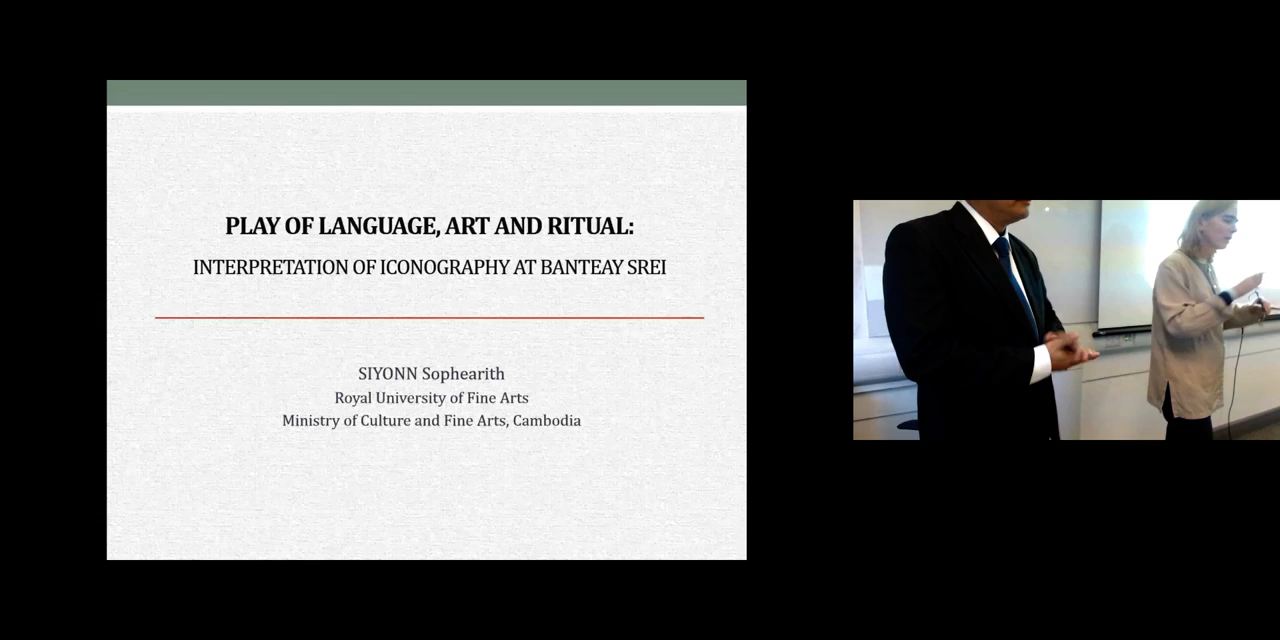 PLAY OF LANGUAGE, ART AND RITUAL:
INTERPRETATION OF ICONOGRAPHY AT BANTEAY SREI
SIYONN Sophearith
Royal University of Fine Arts
Ministry of Culture and Fine Arts, Cambodia